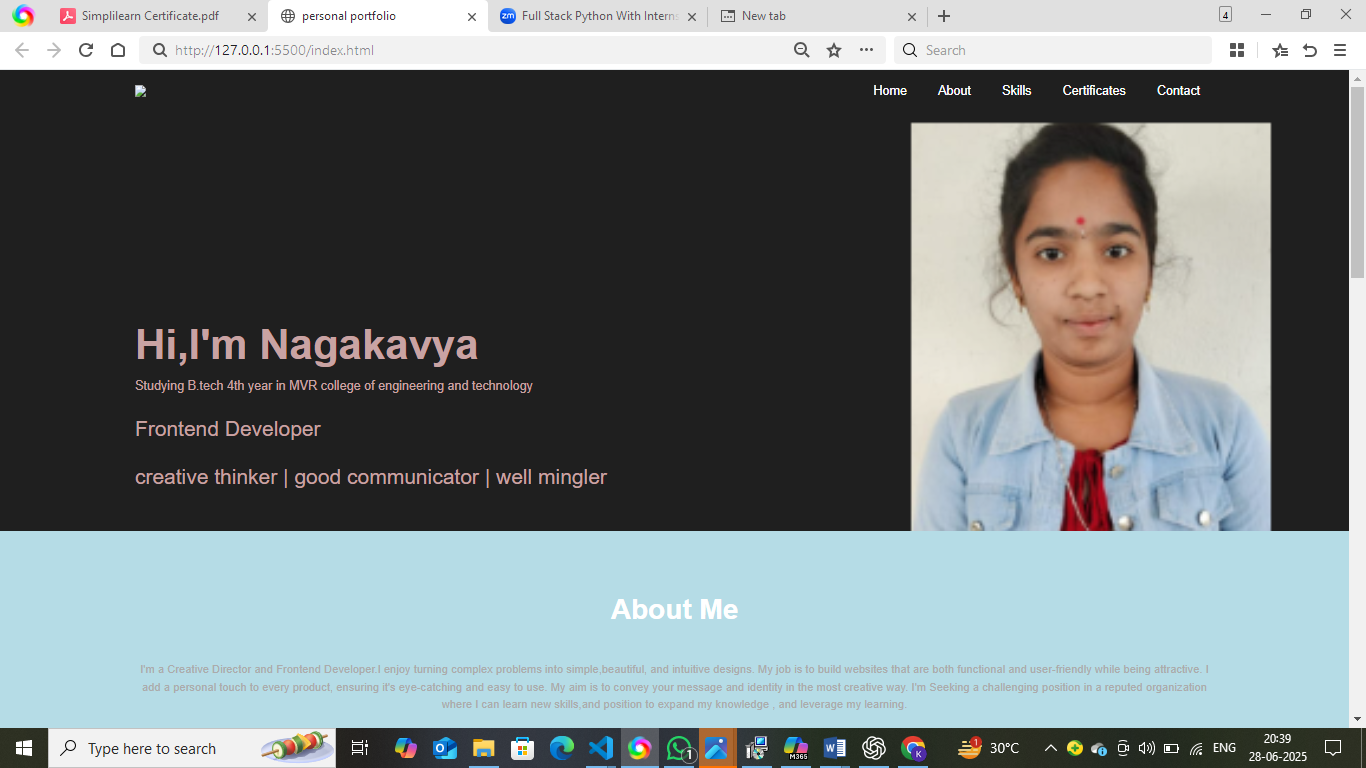 Simplilearn Certificate.pdf
personal portfolio
zm
Full Stack Python With Interns
New tab
4
http://127.0.0.1:5500/index.html
Search
Home
About
Skills
Certificates
Contact
Hi,I'm Nagakavya
Studying B.tech 4th year in MVR college of engineering and technology
Frontend Developer
creative thinker | good communicator | well mingler
About Me
I'm a Creative Director and Frontend Developer.I enjoy turning complex problems into simple,beautiful, and intuitive designs. My job is to build websites that are both functional and user-friendly while being attractive. I
add a personal touch to every product, ensuring it's eye-catching and easy to use. My aim is to convey your message and identity in the most creative way. I'm Seeking a challenging position in a reputed organization
where I can learn new skills,and position to expand my knowledge , and leverage my learning.
Type here to search
1
M365
K
1
30°C
ENG
20:39
28-06-2025